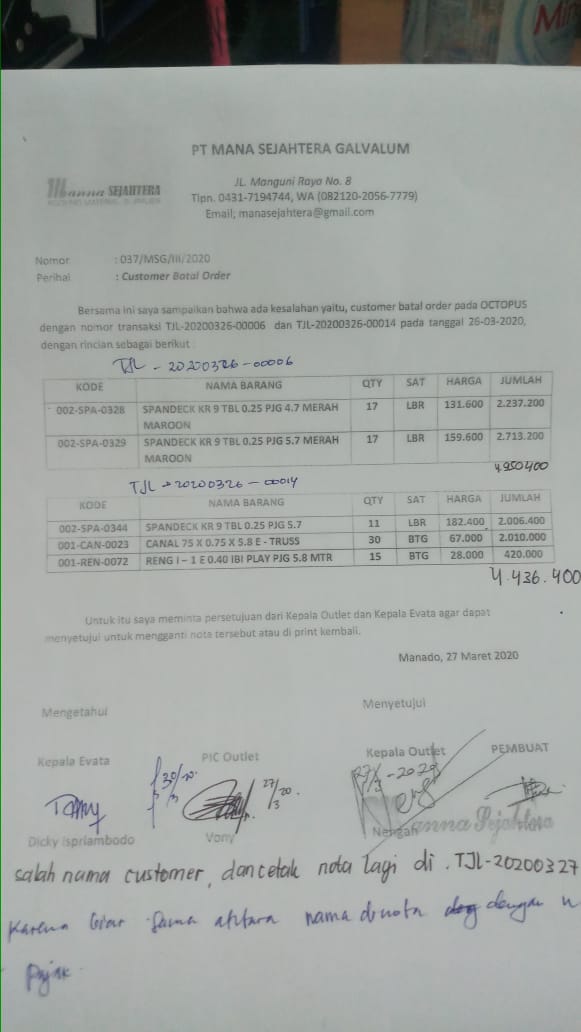 PT MANA SEJAHTERA GALVALUM
Manna SEJAHTERA
JL. Manguni Raya No. 8
Tlpn. 0431-7194744, WA (082120-2056-7779)
Email; manasejahtera@gmail.com
Nomor : 037/MSG/III/2020
Perihal : Customer Batal Order
Bersama ini saya sampaikan bahwa ada kesalahan yaitu, customer batal order pada OCTOPUS
dengan nomor transaksi TJL-20200326-00006 dan TJL-20200326-00014 pada tanggal 26-03-2020,
dengan rincian sebagai berikut :
TJL - 20200326-00006
KODE NAMA BARANG QTY SAT HARGA JUMLAH
002-SPA-0328 SPANDECK KR 9 TBL 0.25 PJG 4.7 MERAH 17 LBR 131.600 2.237.200
MAROON
002-SPA-0329 SPANDECK KR 9 TBL 0.25 PJG 5.7 MERAH 17 LBR 159.600 2.713.200
MAROON
4.950.400
TJL - 20200326 - 00014
KODE NAMA BARANG QTY SAT HARGA JUMLAH
002-SPA-0344 SPANDECK KR 9 TBL 0.25 PJG 5.7 11 LBR 182.400 2.006.400
001-CAN-0023 CANAL 75 X 0.75 X 5.8 E - TRUSS 30 BTG 67.000 2.010.000
001-REN-0072 RENG I – 1 E 0.40 IBI PLAY PJG 5.8 MTR 15 BTG 28.000 420.000
4.436.400
Untuk itu saya meminta persetujuan dari Kepala Outlet dan Kepala Evata agar dapat
menyetujui untuk mengganti nota tersebut atau di print kembali.
Manado, 27 Maret 2020
Mengetahui Menyetujui
Kepala Evata PIC Outlet Kepala Outlet PEMBUAT
30/3-20 27/3 20. 27/3-2020
Tomy
Dicky Ispriambodo Vony Nengah Manna Sejahtera
salah nama customer, dan cetak nota lagi di . TJL-20200327
Karena biar sama antara nama dinota dengan
Pajak